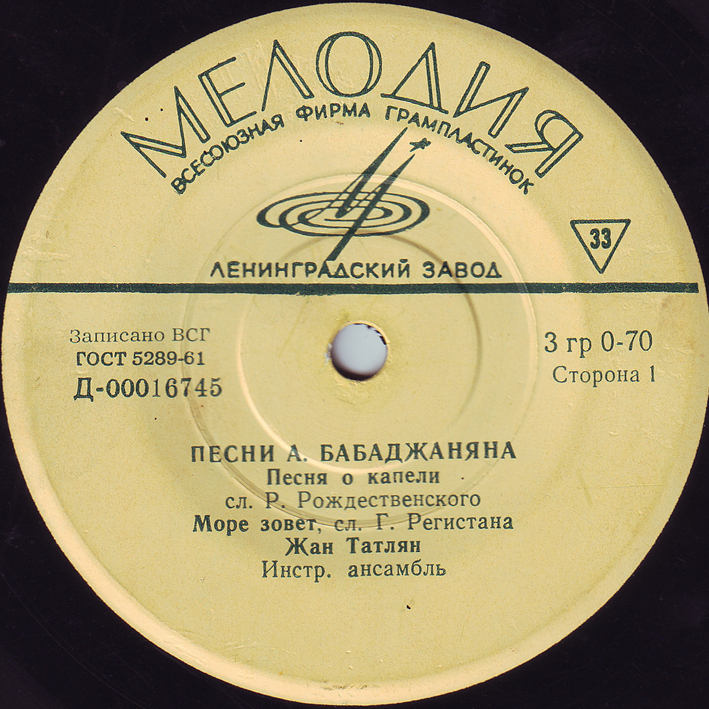 МЕЛОДИЯ
ВСЕСОЮЗНАЯ ФИРМА ГРАМПЛАСТИНОК
33
ЛЕНИНГРАДСКИЙ ЗАВОД
Записано ВСГ
ГОСТ 5289-61
Д-00016745
3 гр 0-70
Сторона 1
ПЕСНИ А. БАБАДЖАНЯНА
Песня о капели
сл. Р. Рождественского
Море зовет, сл. Г. Регистана
Жан Татлян
Инстр. ансамбль